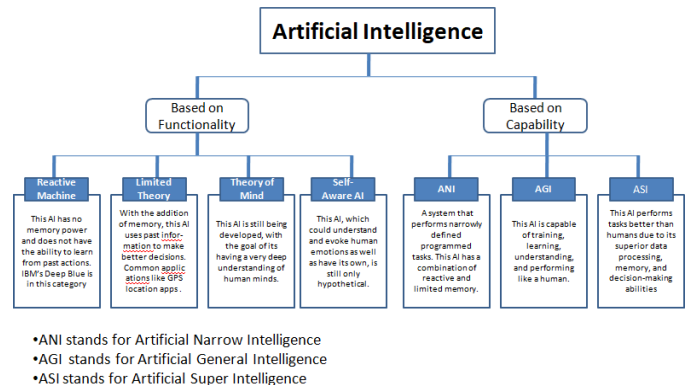 Artificial Intelligence
Based on
Functionality
Based on
Capability
Reactive
Machine
This AI has no
memory power
and does not have
the ability to learn
from past actions.
IBM's Deep Blue is
in this category
Limited
Theory
With the addition
of memory, this AI
uses past infor-
mation to make
better decisions.
Common applic
ations like GPS
location apps .
Theory of
Mind
This AI is still being
developed, with
the goal of its
having a very deep
understanding of
human minds.
Self-
Aware AI
This AI, which
could understand
and evoke human
emotions as well
as have its own, is
still only
hypothetical.
ANI
A system that
performs narrowly
defined
programmed
tasks. This AI has a
combination of
reactive and
limited memory.
AGI
This AI is capable
of training,
learning,
understanding,
and performing
like a human.
ASI
This AI performs
tasks better than
humans due to its
superior data
processing,
memory, and
decision-making
abilities
•ANI stands for Artificial Narrow Intelligence
•AGI stands for Artificial General Intelligence
•ASI stands for Artificial Super Intelligence